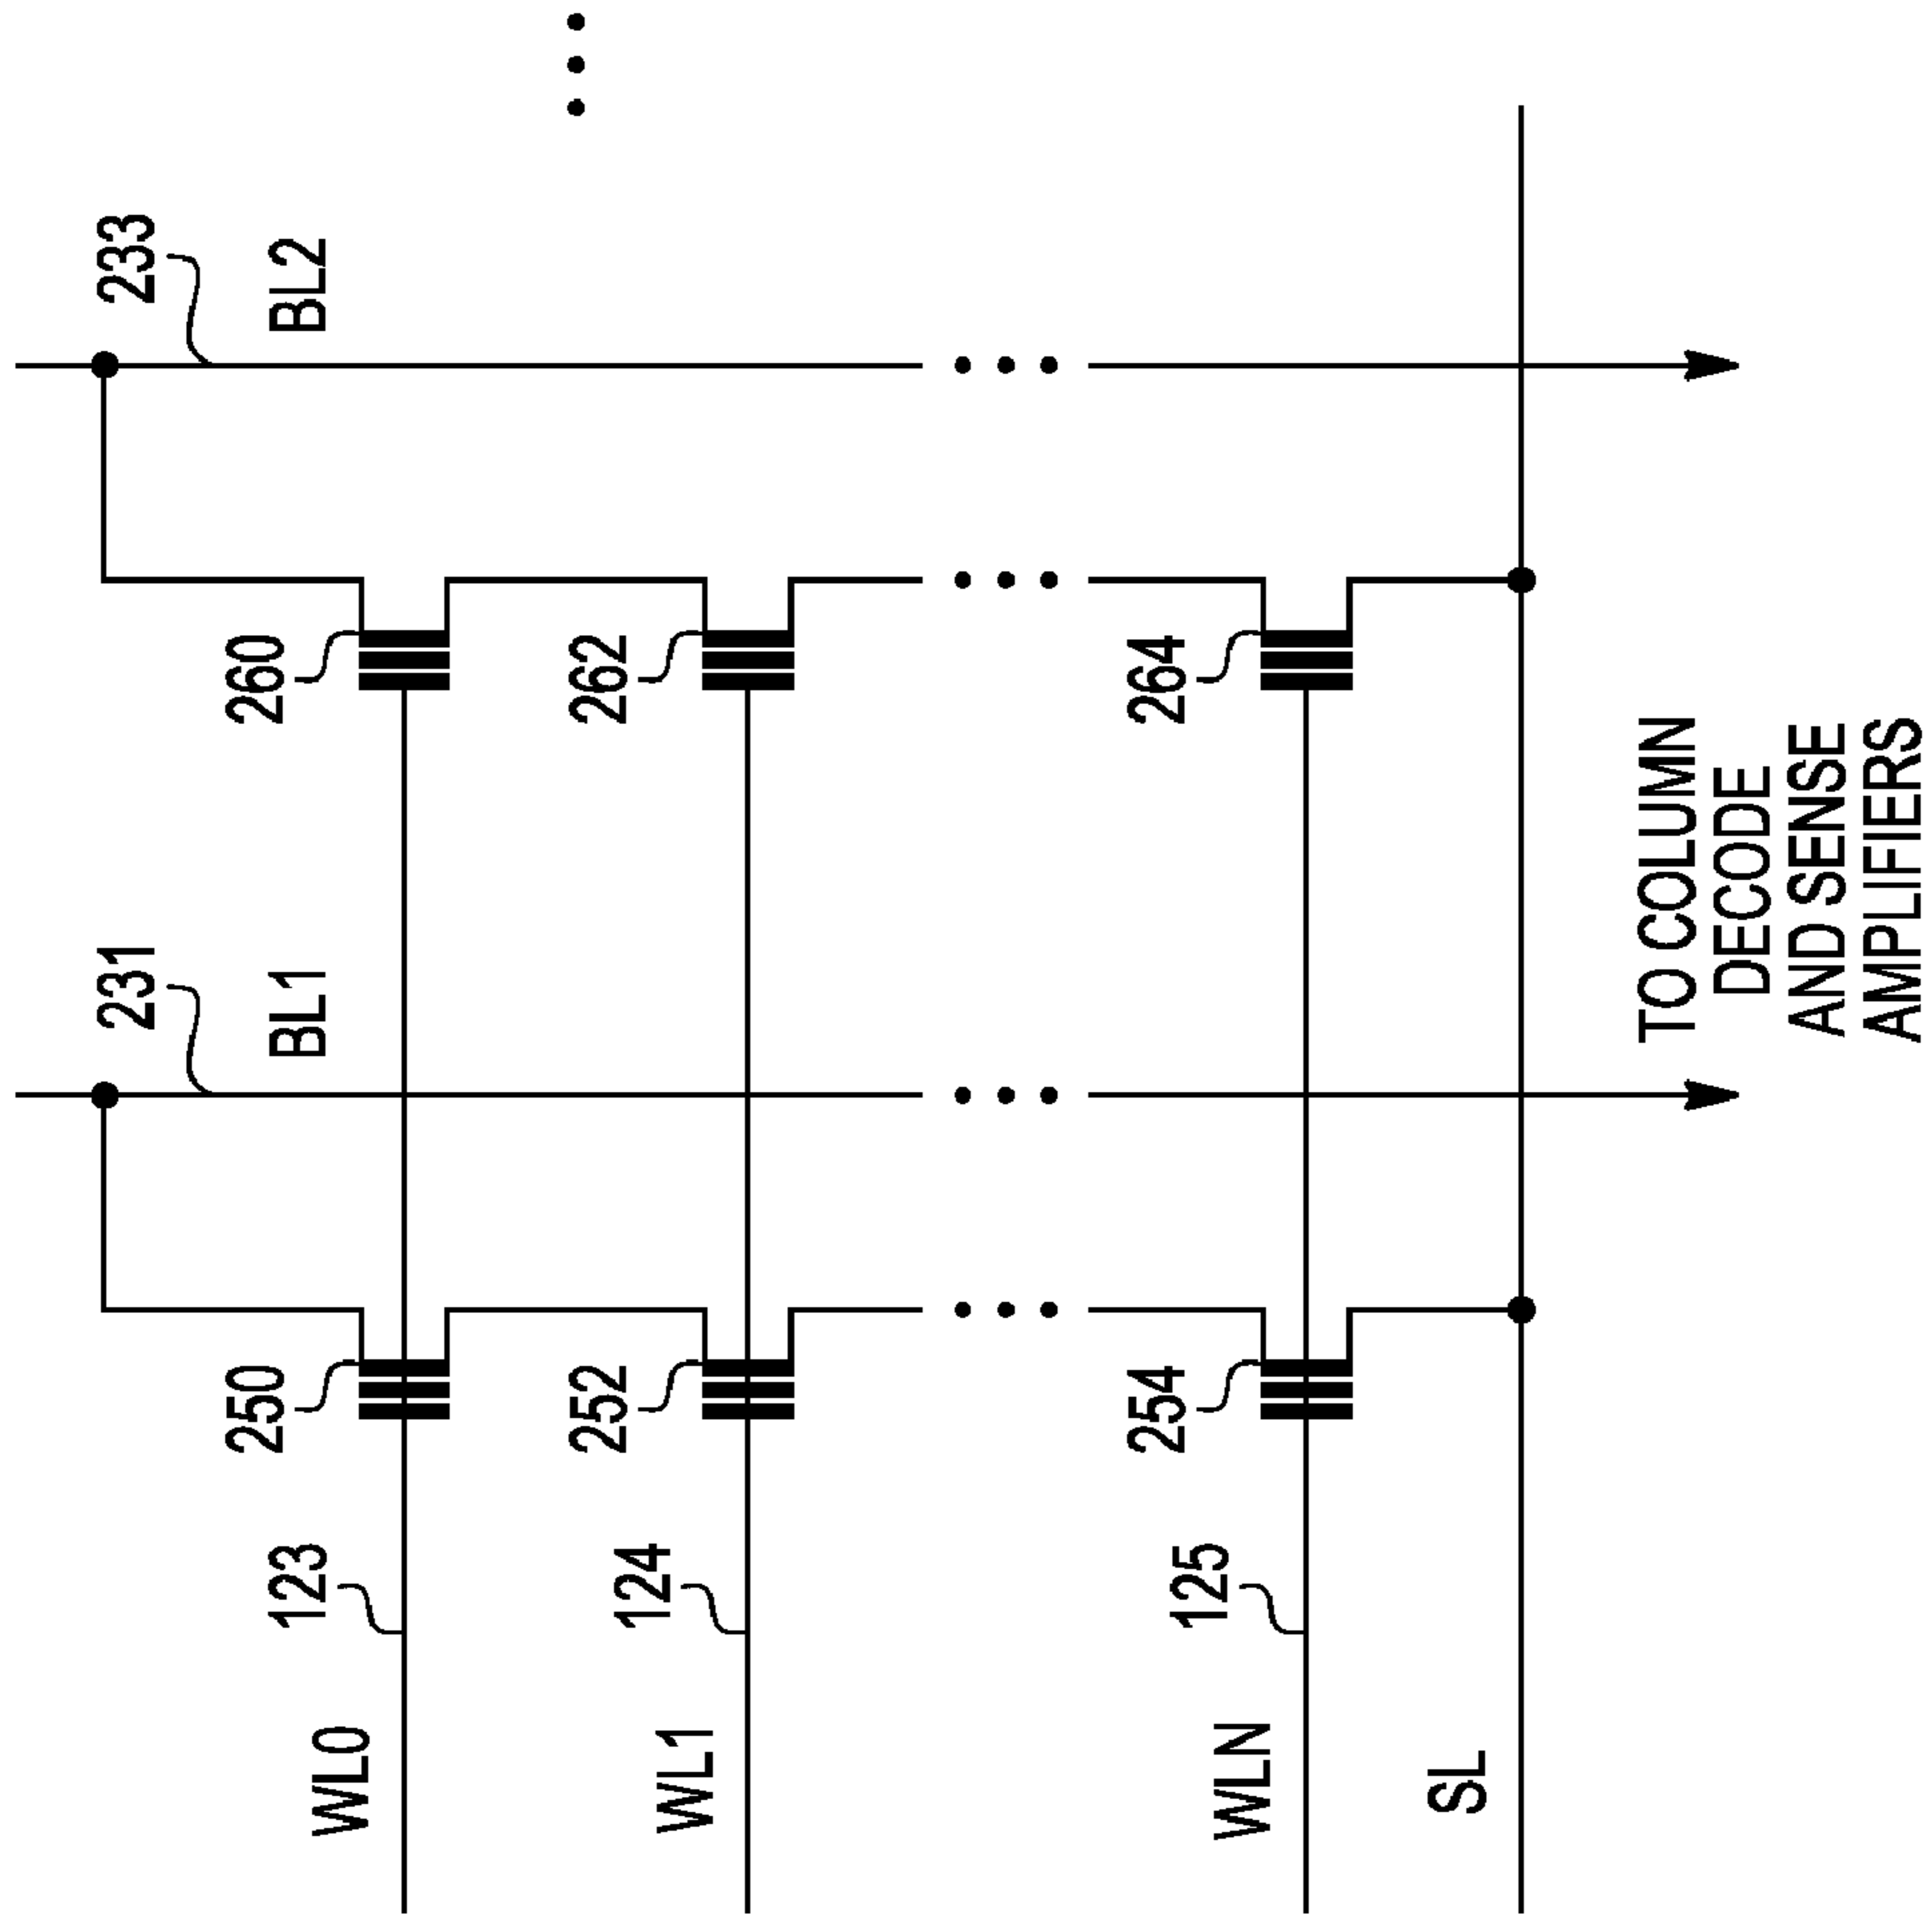 231
233
250
260
123
BL1
BL2
WL0
252
262
124
WL1
254
264
125
WLN
SL
TO COLUMN
DECODE
AND SENSE
AMPLIFIERS